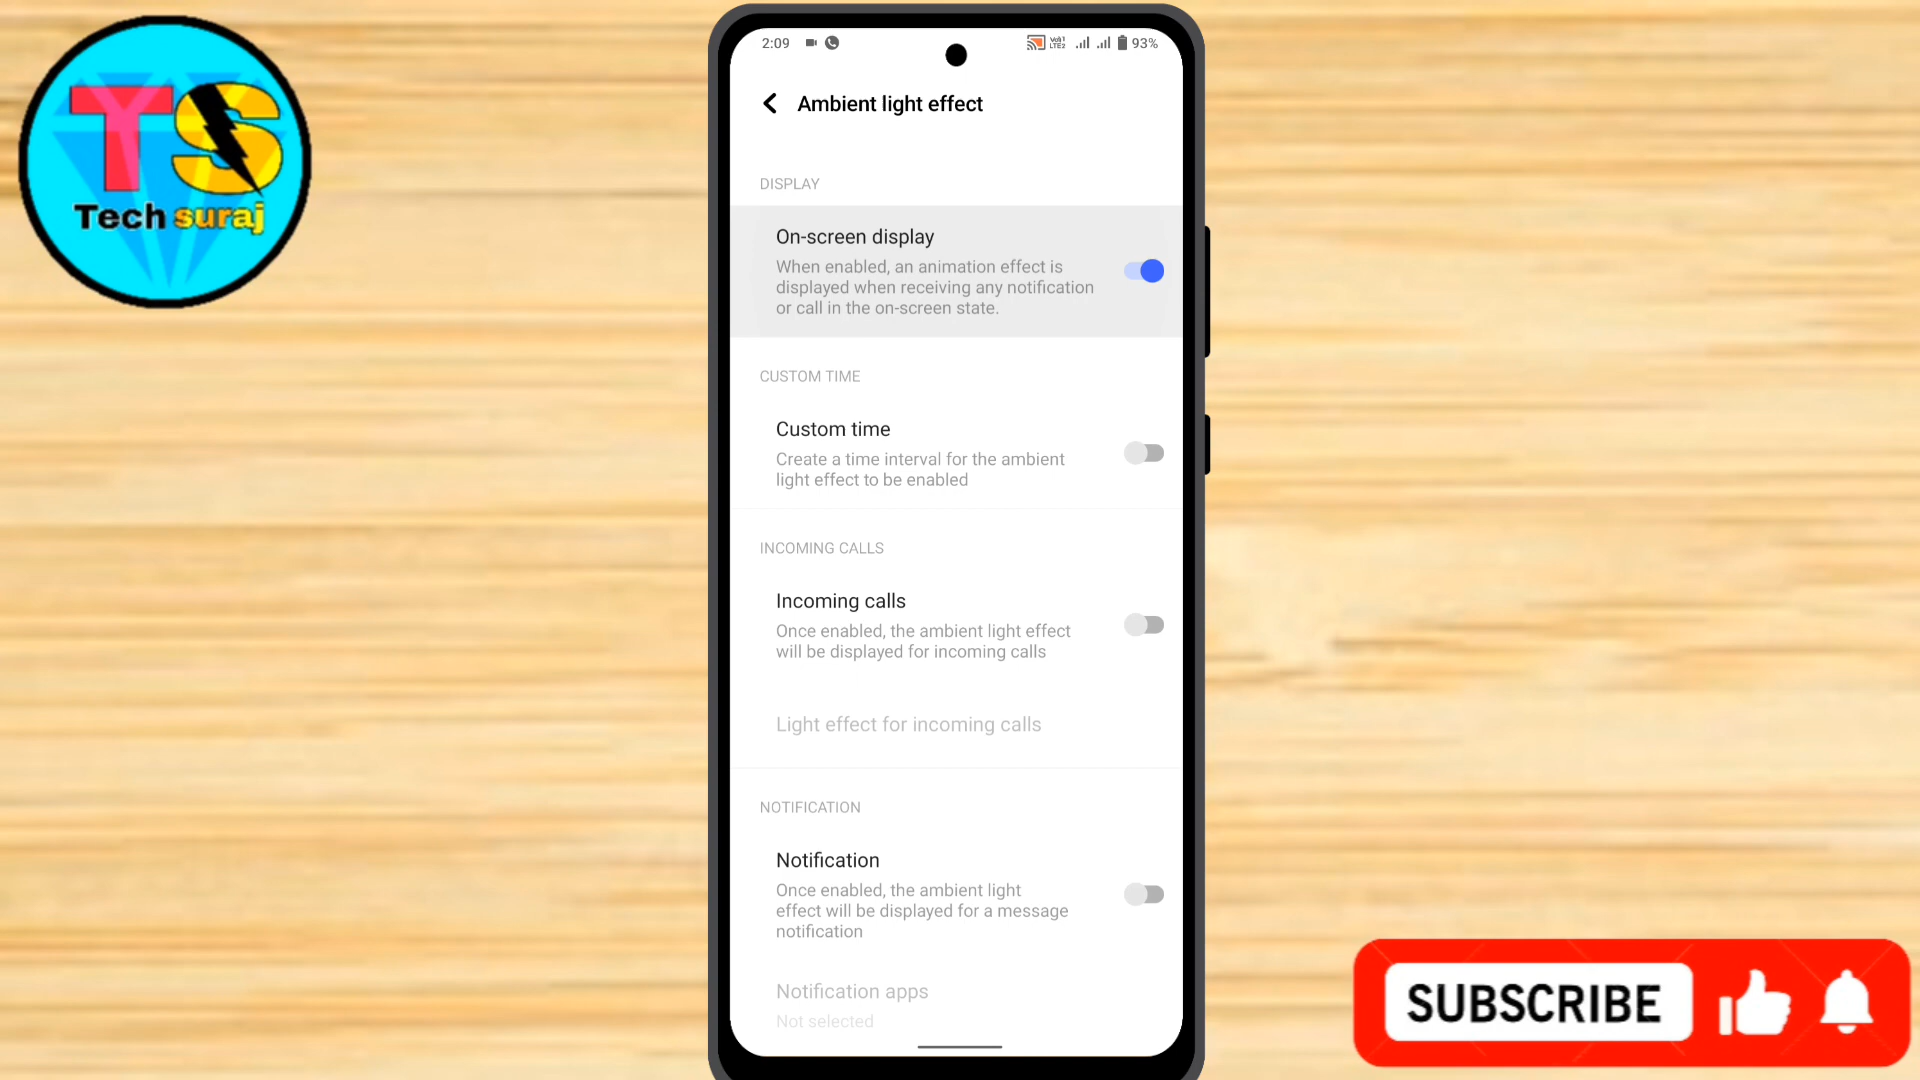 TS
Tech suraj
2:09
Vo)) 1
LTE2
93%
Ambient light effect
DISPLAY
On-screen display
When enabled, an animation effect is
displayed when receiving any notification
or call in the on-screen state.
CUSTOM TIME
Custom time
Create a time interval for the ambient
light effect to be enabled
INCOMING CALLS
Incoming calls
Once enabled, the ambient light effect
will be displayed for incoming calls
Light effect for incoming calls
NOTIFICATION
Notification
Once enabled, the ambient light
effect will be displayed for a message
notification
Notification apps
Not selected
SUBSCRIBE